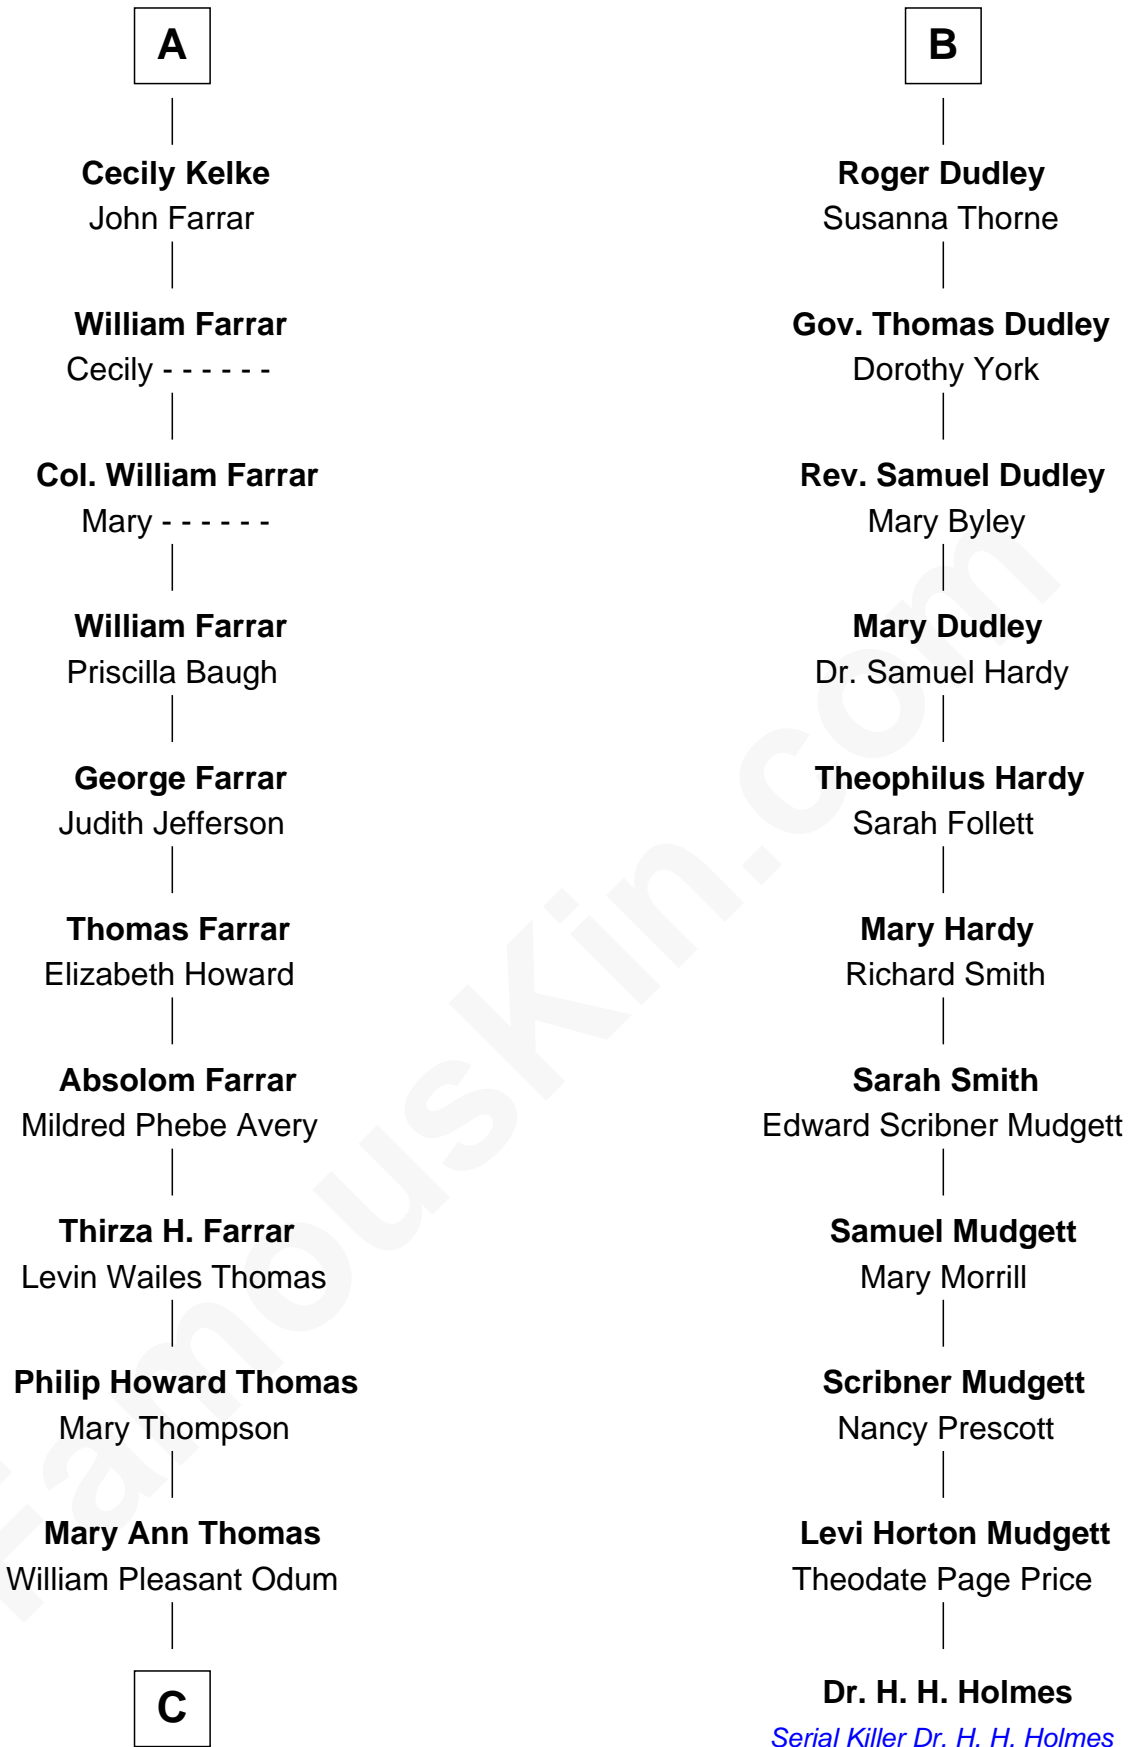 A
Cecily Kelke
John Farrar
William Farrar
Cecily - - - - - -
Col. William Farrar
Mary - - - - - -
William Farrar
Priscilla Baugh
George Farrar
Judith Jefferson
Thomas Farrar
Elizabeth Howard
Absolom Farrar
Mildred Phebe Avery
Thirza H. Farrar
Levin Wailes Thomas
Philip Howard Thomas
Mary Thompson
Mary Ann Thomas
William Pleasant Odum
C
B
Roger Dudley
Susanna Thorne
Gov. Thomas Dudley
Dorothy York
Rev. Samuel Dudley
Mary Byley
Mary Dudley
Dr. Samuel Hardy
Theophilus Hardy
Sarah Follett
Mary Hardy
Richard Smith
Sarah Smith
Edward Scribner Mudgett
Samuel Mudgett
Mary Morrill
Scribner Mudgett
Nancy Prescott
Levi Horton Mudgett
Theodate Page Price
Dr. H. H. Holmes
Serial Killer Dr. H. H. Holmes
FamousKin.com